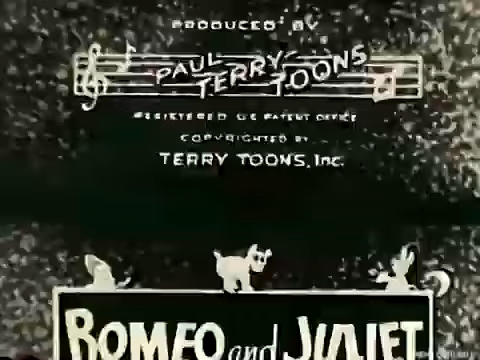 PRODUCED BY
PAUL TERRY TOONS
REGISTERED U.S. PATENT OFFICE
COPYRIGHTED BY
TERRY TOONS, Inc.
ROMEO and JULIET